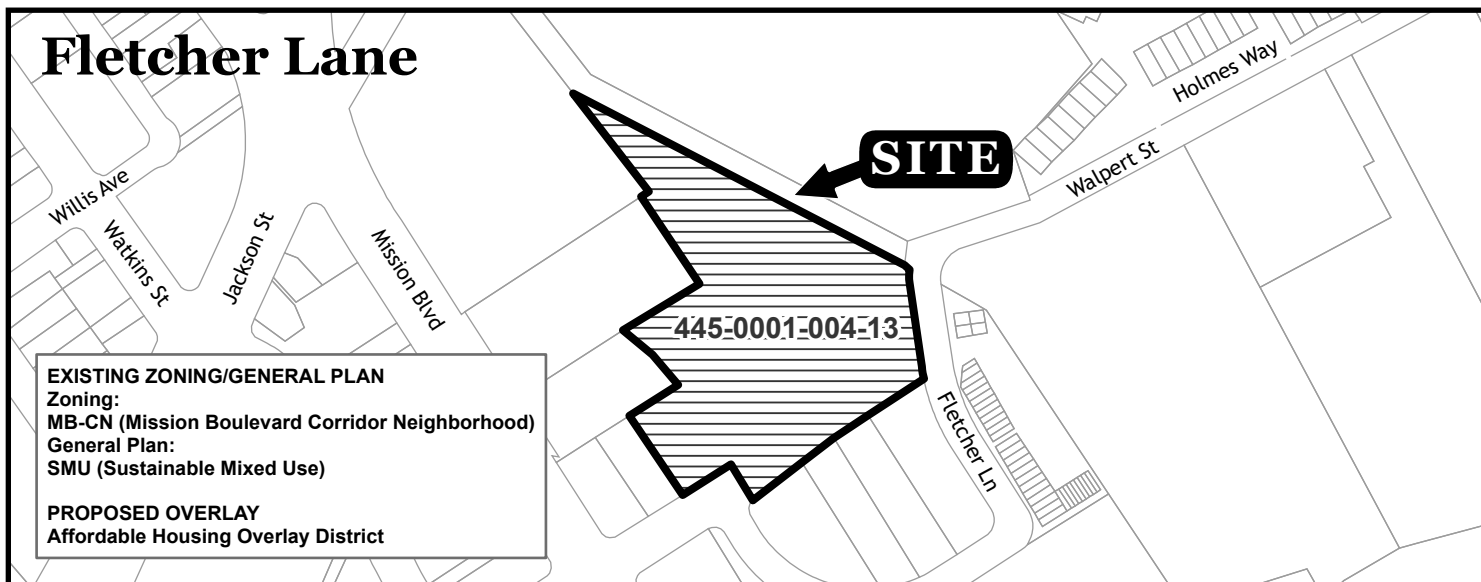 Fletcher Lane
SITE
Holmes Way
Walpert St
Willis Ave
Watkins St
Jackson St
Mission Blvd
445-0001-004-13
Fletcher Ln
EXISTING ZONING/GENERAL PLAN
Zoning:
MB-CN (Mission Boulevard Corridor Neighborhood)
General Plan:
SMU (Sustainable Mixed Use)
PROPOSED OVERLAY
Affordable Housing Overlay District